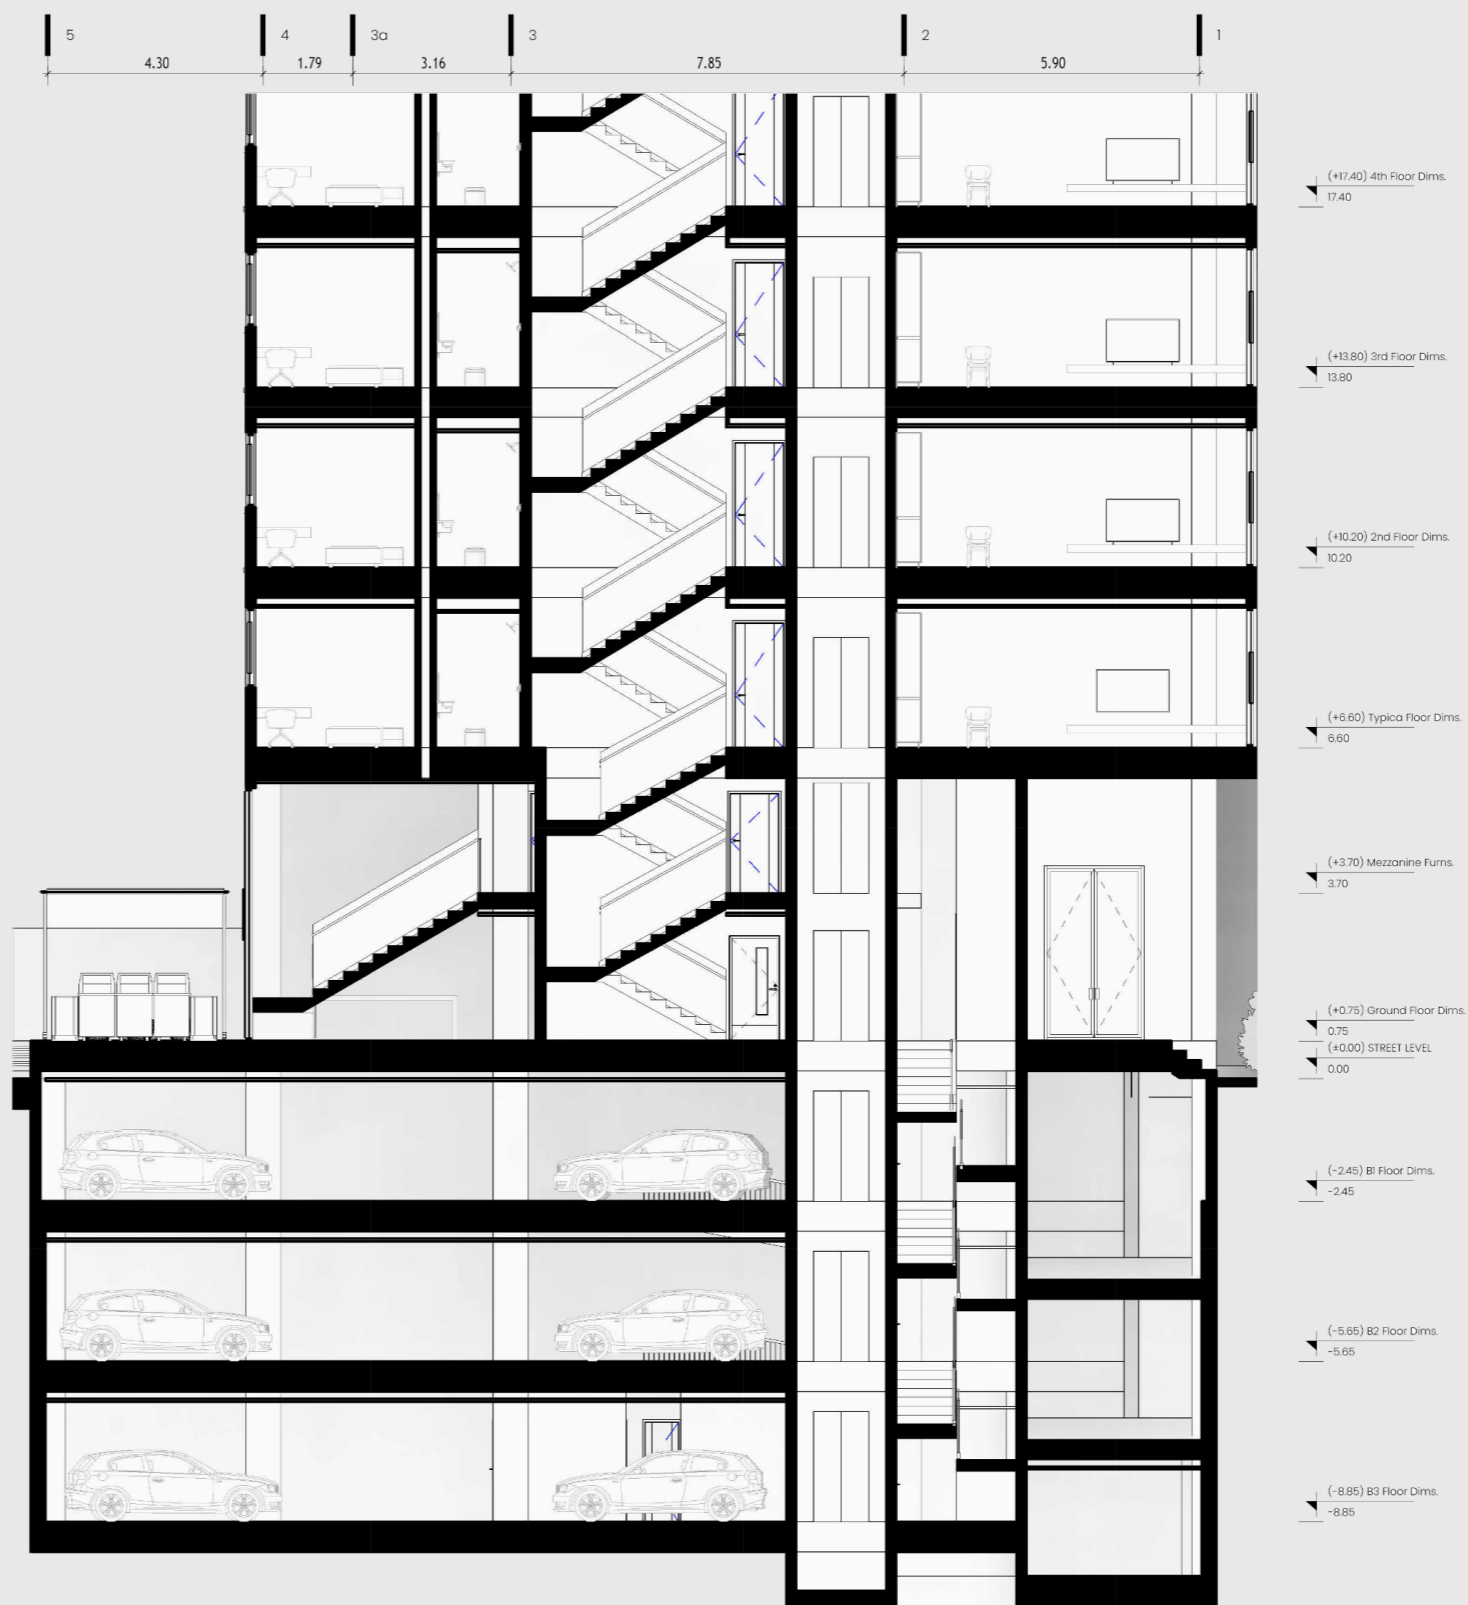 5 4 3a 3 2 1
4.30 1.79 3.16 7.85 5.90
(+17.40) 4th Floor Dims.
17.40
(+13.80) 3rd Floor Dims.
13.80
(+10.20) 2nd Floor Dims.
10.20
(+6.60) Typica Floor Dims.
6.60
(+3.70) Mezzanine Furns.
3.70
(+0.75) Ground Floor Dims.
0.75
(±0.00) STREET LEVEL
0.00
(-2.45) B1 Floor Dims.
-2.45
(-5.65) B2 Floor Dims.
-5.65
(-8.85) B3 Floor Dims.
-8.85